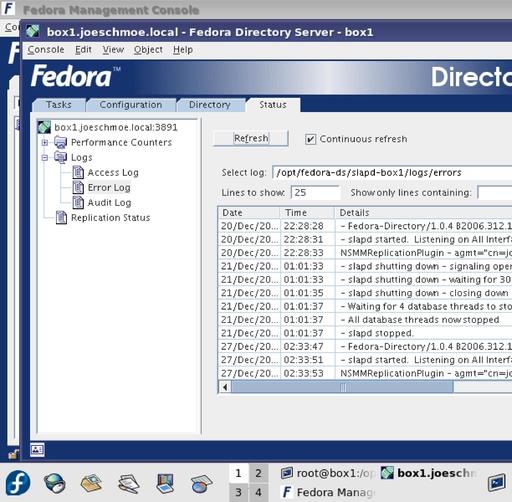 Fedora Management Console
Co
box1.joeschmoe.local - Fedora Directory Server - box1
Console Edit View Object Help
Fedora™ Directo
Tasks Configuration Directory Status
box1.joeschmoe.local:3891
Performance Counters
Logs
Access Log
Error Log
Audit Log
Replication Status
Refresh Continuous refresh
Select log: /opt/fedora-ds/slapd-box1/logs/errors
Lines to show: 25 Show only lines containing:
Date Time Details
20/Dec/20... 22:28:28 - Fedora-Directory/1.0.4 B2006.312.1
20/Dec/20... 22:28:31 - slapd started. Listening on All Interf
20/Dec/20... 22:28:33 NSMMReplicationPlugin - agmt="cn=jo
21/Dec/20... 01:01:33 - slapd shutting down - signaling oper
21/Dec/20... 01:01:33 - slapd shutting down - waiting for 30
21/Dec/20... 01:01:35 - slapd shutting down - closing down
21/Dec/20... 01:01:37 - Waiting for 4 database threads to sto
21/Dec/20... 01:01:37 - All database threads now stopped
21/Dec/20... 01:01:37 - slapd stopped.
27/Dec/20... 02:33:47 - Fedora-Directory/1.0.4 B2006.312.1
27/Dec/20... 02:33:51 - slapd started. Listening on All Interf
27/Dec/20... 02:33:53 NSMMReplicationPlugin - agmt="cn=jo
1 2 root@box1:/op box1.joesch
3 4 Fedora Manag